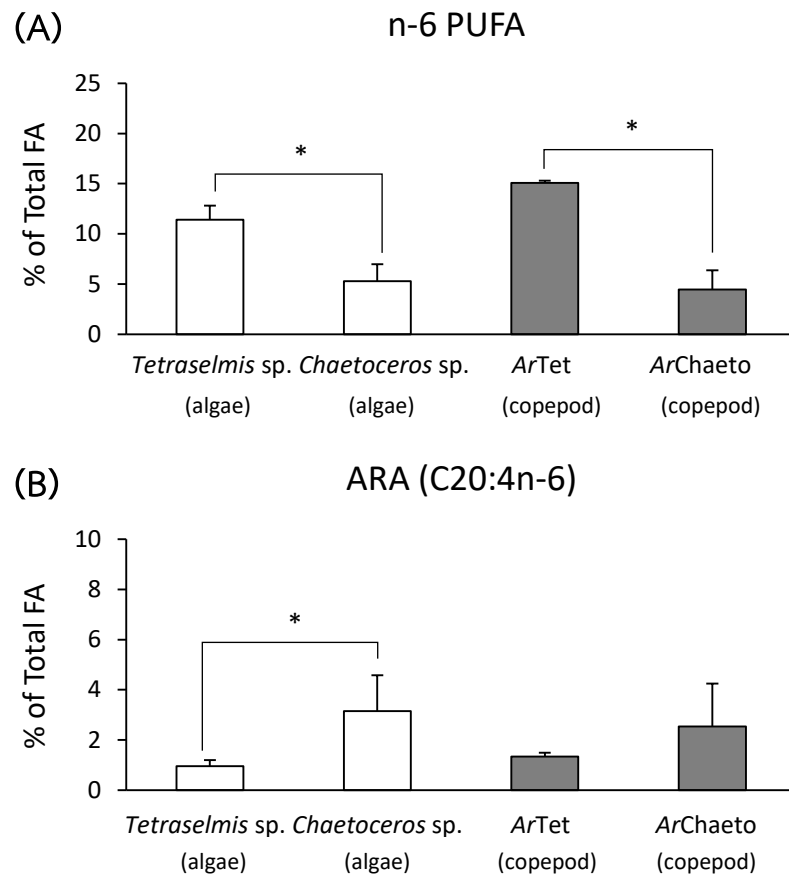 (A)
n-6 PUFA
% of Total FA
25
20
15
10
5
0
*
*
Tetraselmis sp. Chaetoceros sp. ArTet ArChaeto
(algae) (algae) (copepod) (copepod)
(B)
ARA (C20:4n-6)
% of Total FA
10
8
6
4
2
0
*
Tetraselmis sp. Chaetoceros sp. ArTet ArChaeto
(algae) (algae) (copepod) (copepod)